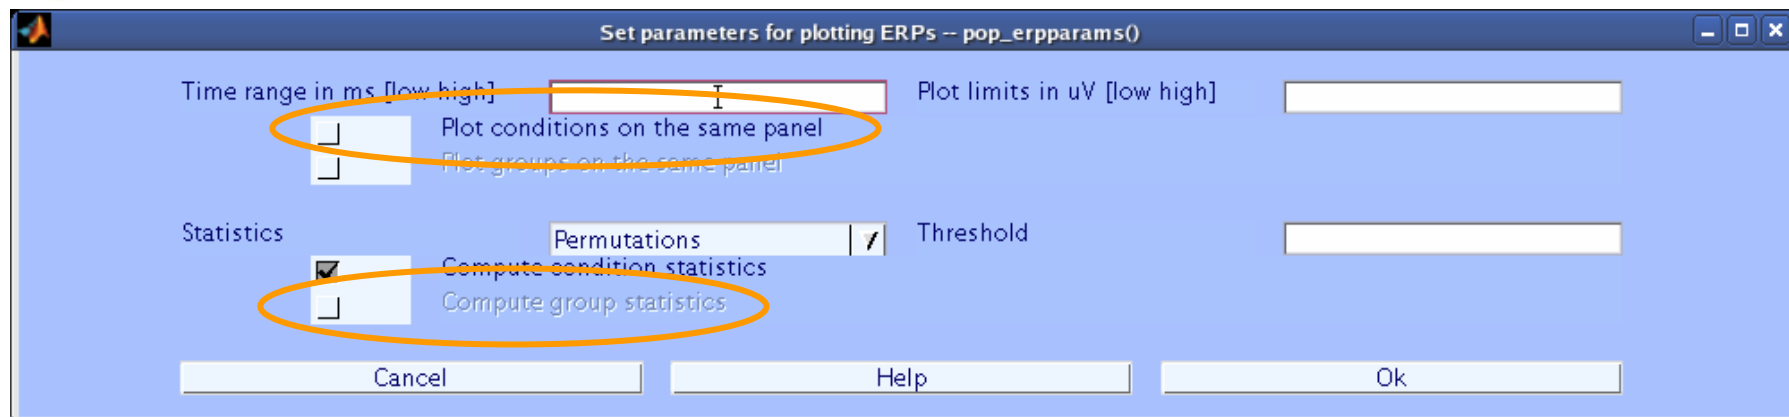 Set parameters for plotting ERPs -- pop_erpparams()
Time range in ms [low high] Plot limits in uV [low high]
Plot conditions on the same panel
Plot groups on the same panel
Statistics Permutations Threshold
Compute condition statistics
Compute group statistics
Cancel Help Ok